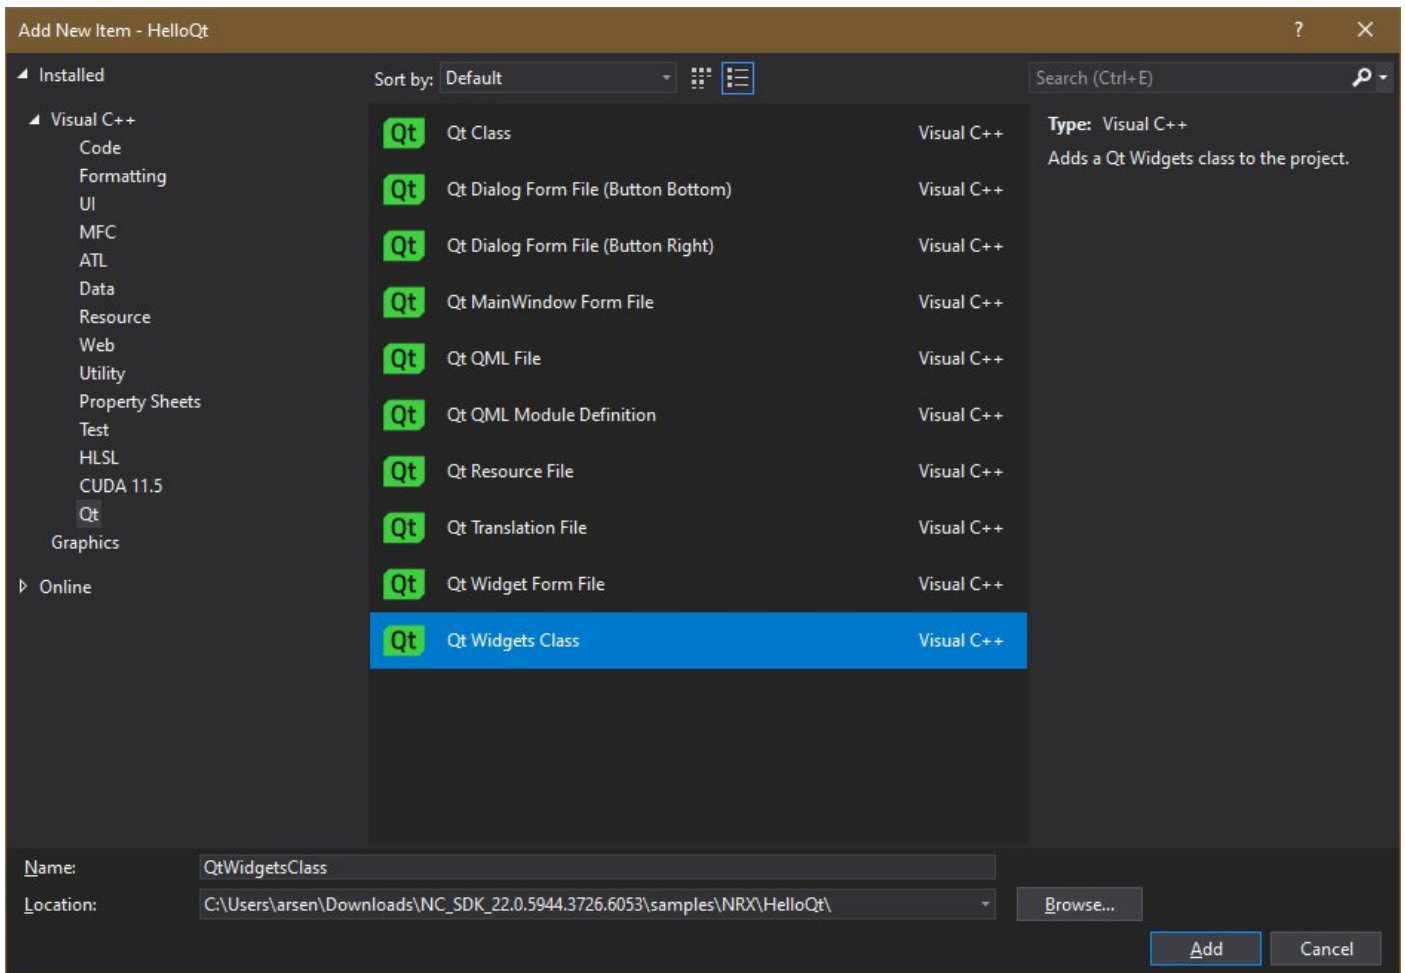 Add New Item - HelloQt
?
Installed
Sort by: Default
Search (Ctrl+E)
Visual C++
Code
Formatting
UI
MFC
ATL
Data
Resource
Web
Utility
Property Sheets
Test
HLSL
CUDA 11.5
Qt
Graphics
Online
Qt Qt Class Visual C++
Qt Qt Dialog Form File (Button Bottom) Visual C++
Qt Qt Dialog Form File (Button Right) Visual C++
Qt Qt MainWindow Form File Visual C++
Qt Qt QML File Visual C++
Qt Qt QML Module Definition Visual C++
Qt Qt Resource File Visual C++
Qt Qt Translation File Visual C++
Qt Qt Widget Form File Visual C++
Qt Qt Widgets Class Visual C++
Type: Visual C++
Adds a Qt Widgets class to the project.
Name: QtWidgetsClass
Location: C:\Users\arsen\Downloads\NC_SDK_22.0.5944.3726.6053\samples\NRX\HelloQt\
Browse...
Add Cancel